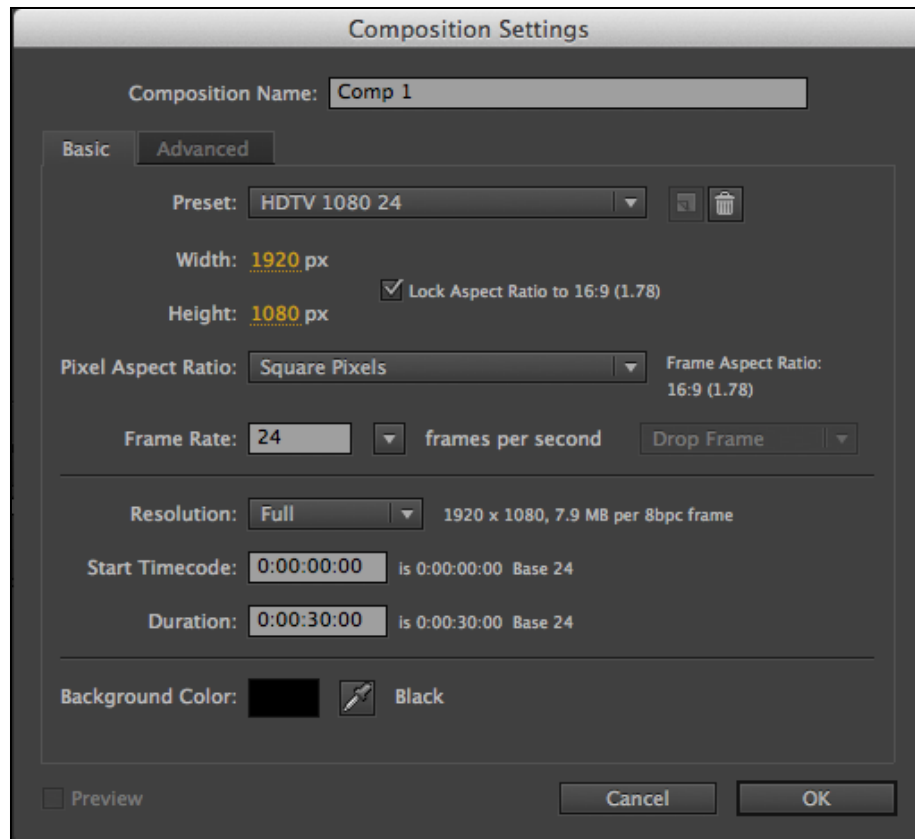 Composition Settings
Composition Name: Comp 1
Basic Advanced
Preset: HDTV 1080 24
Width: 1920 px
Lock Aspect Ratio to 16:9 (1.78)
Height: 1080 px
Pixel Aspect Ratio: Square Pixels Frame Aspect Ratio:
16:9 (1.78)
Frame Rate: 24 frames per second Drop Frame
Resolution: Full 1920 x 1080, 7.9 MB per 8bpc frame
Start Timecode: 0:00:00:00 is 0:00:00:00 Base 24
Duration: 0:00:30:00 is 0:00:30:00 Base 24
Background Color: Black
Preview Cancel OK